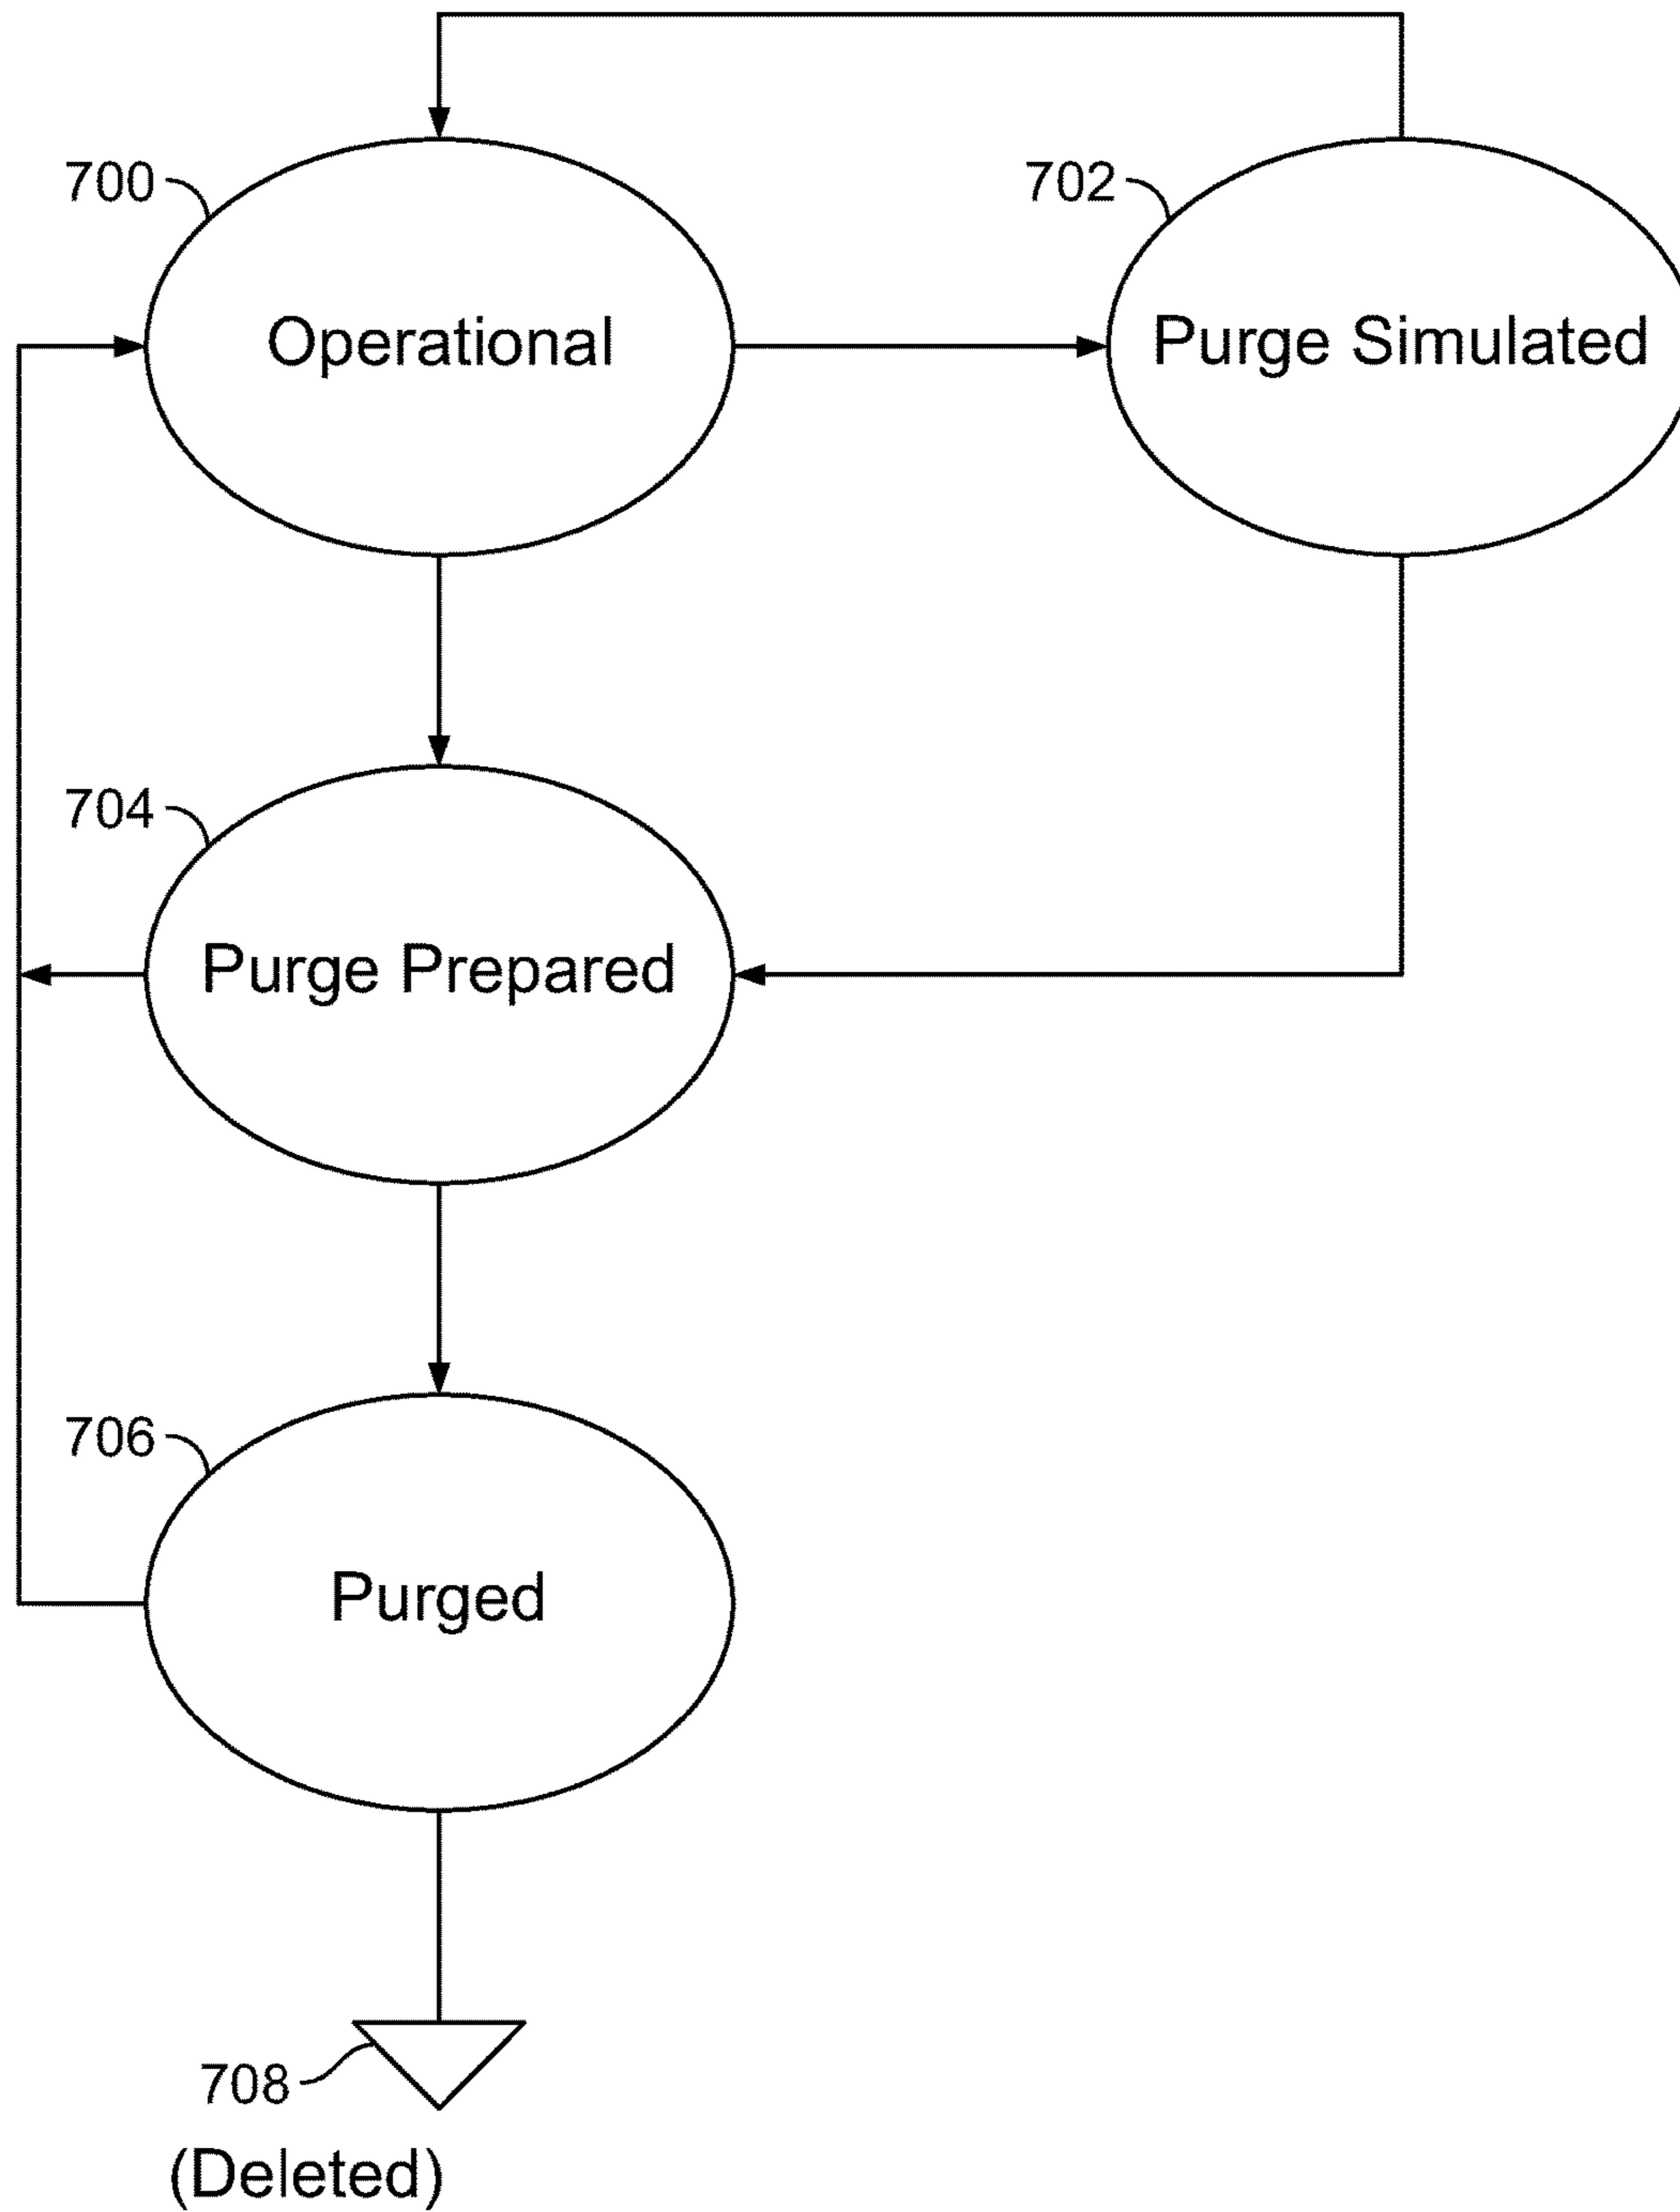 700
702
Operational
Purge Simulated
704
Purge Prepared
706
Purged
708
(Deleted)